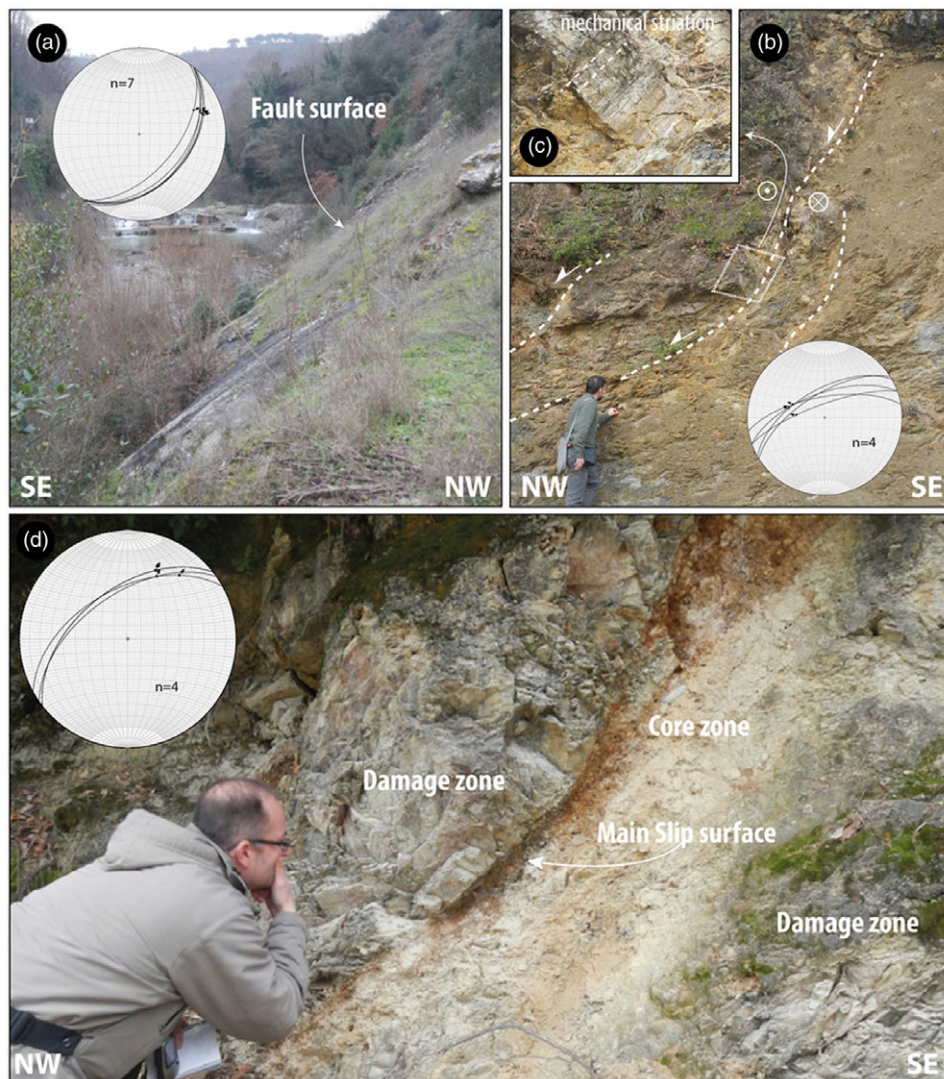 (a)
n=7
Fault surface
SE
NW
mechanical striation
(c)
(b)
n=4
NW
SE
(d)
n=4
Damage zone
Core zone
Main Slip surface
Damage zone
NW
SE